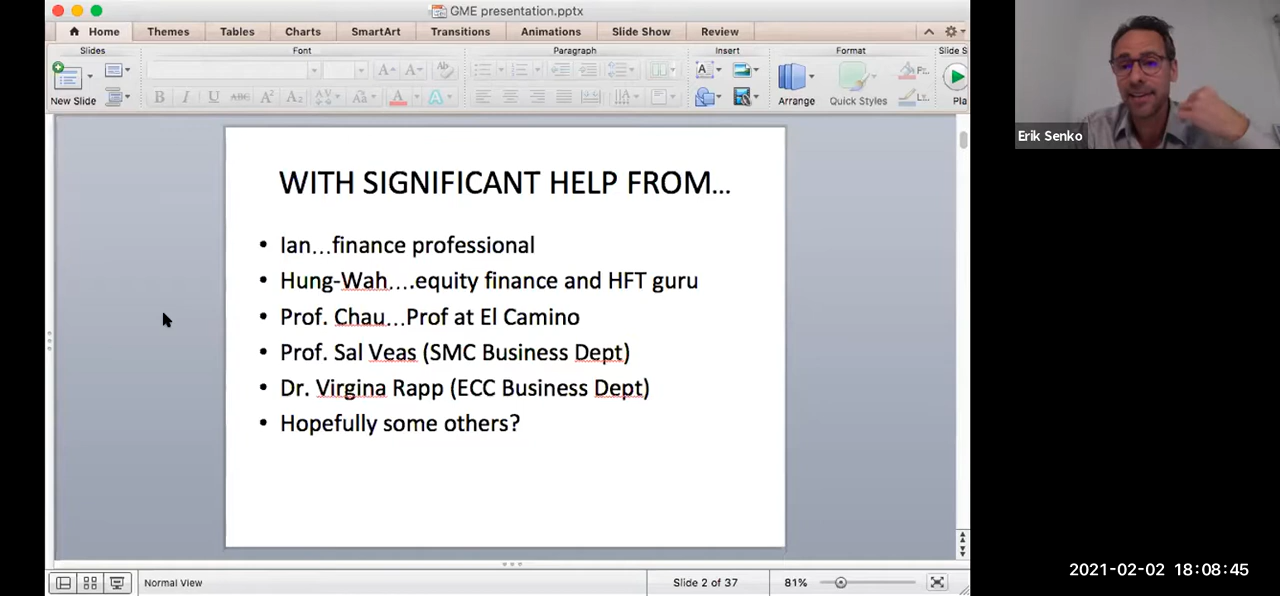 GME presentation.pptx
Home Themes Tables Charts SmartArt Transitions Animations Slide Show Review
Slides Font Paragraph Insert Format Slide S
New Slide
Arrange
Quick Styles
Pla
WITH SIGNIFICANT HELP FROM...
• Ian...finance professional
• Hung-Wah....equity finance and HFT guru
• Prof. Chau...Prof at El Camino
• Prof. Sal Veas (SMC Business Dept)
• Dr. Virgina Rapp (ECC Business Dept)
• Hopefully some others?
Normal View Slide 2 of 37 81%
Erik Senko
2021-02-02 18:08:45